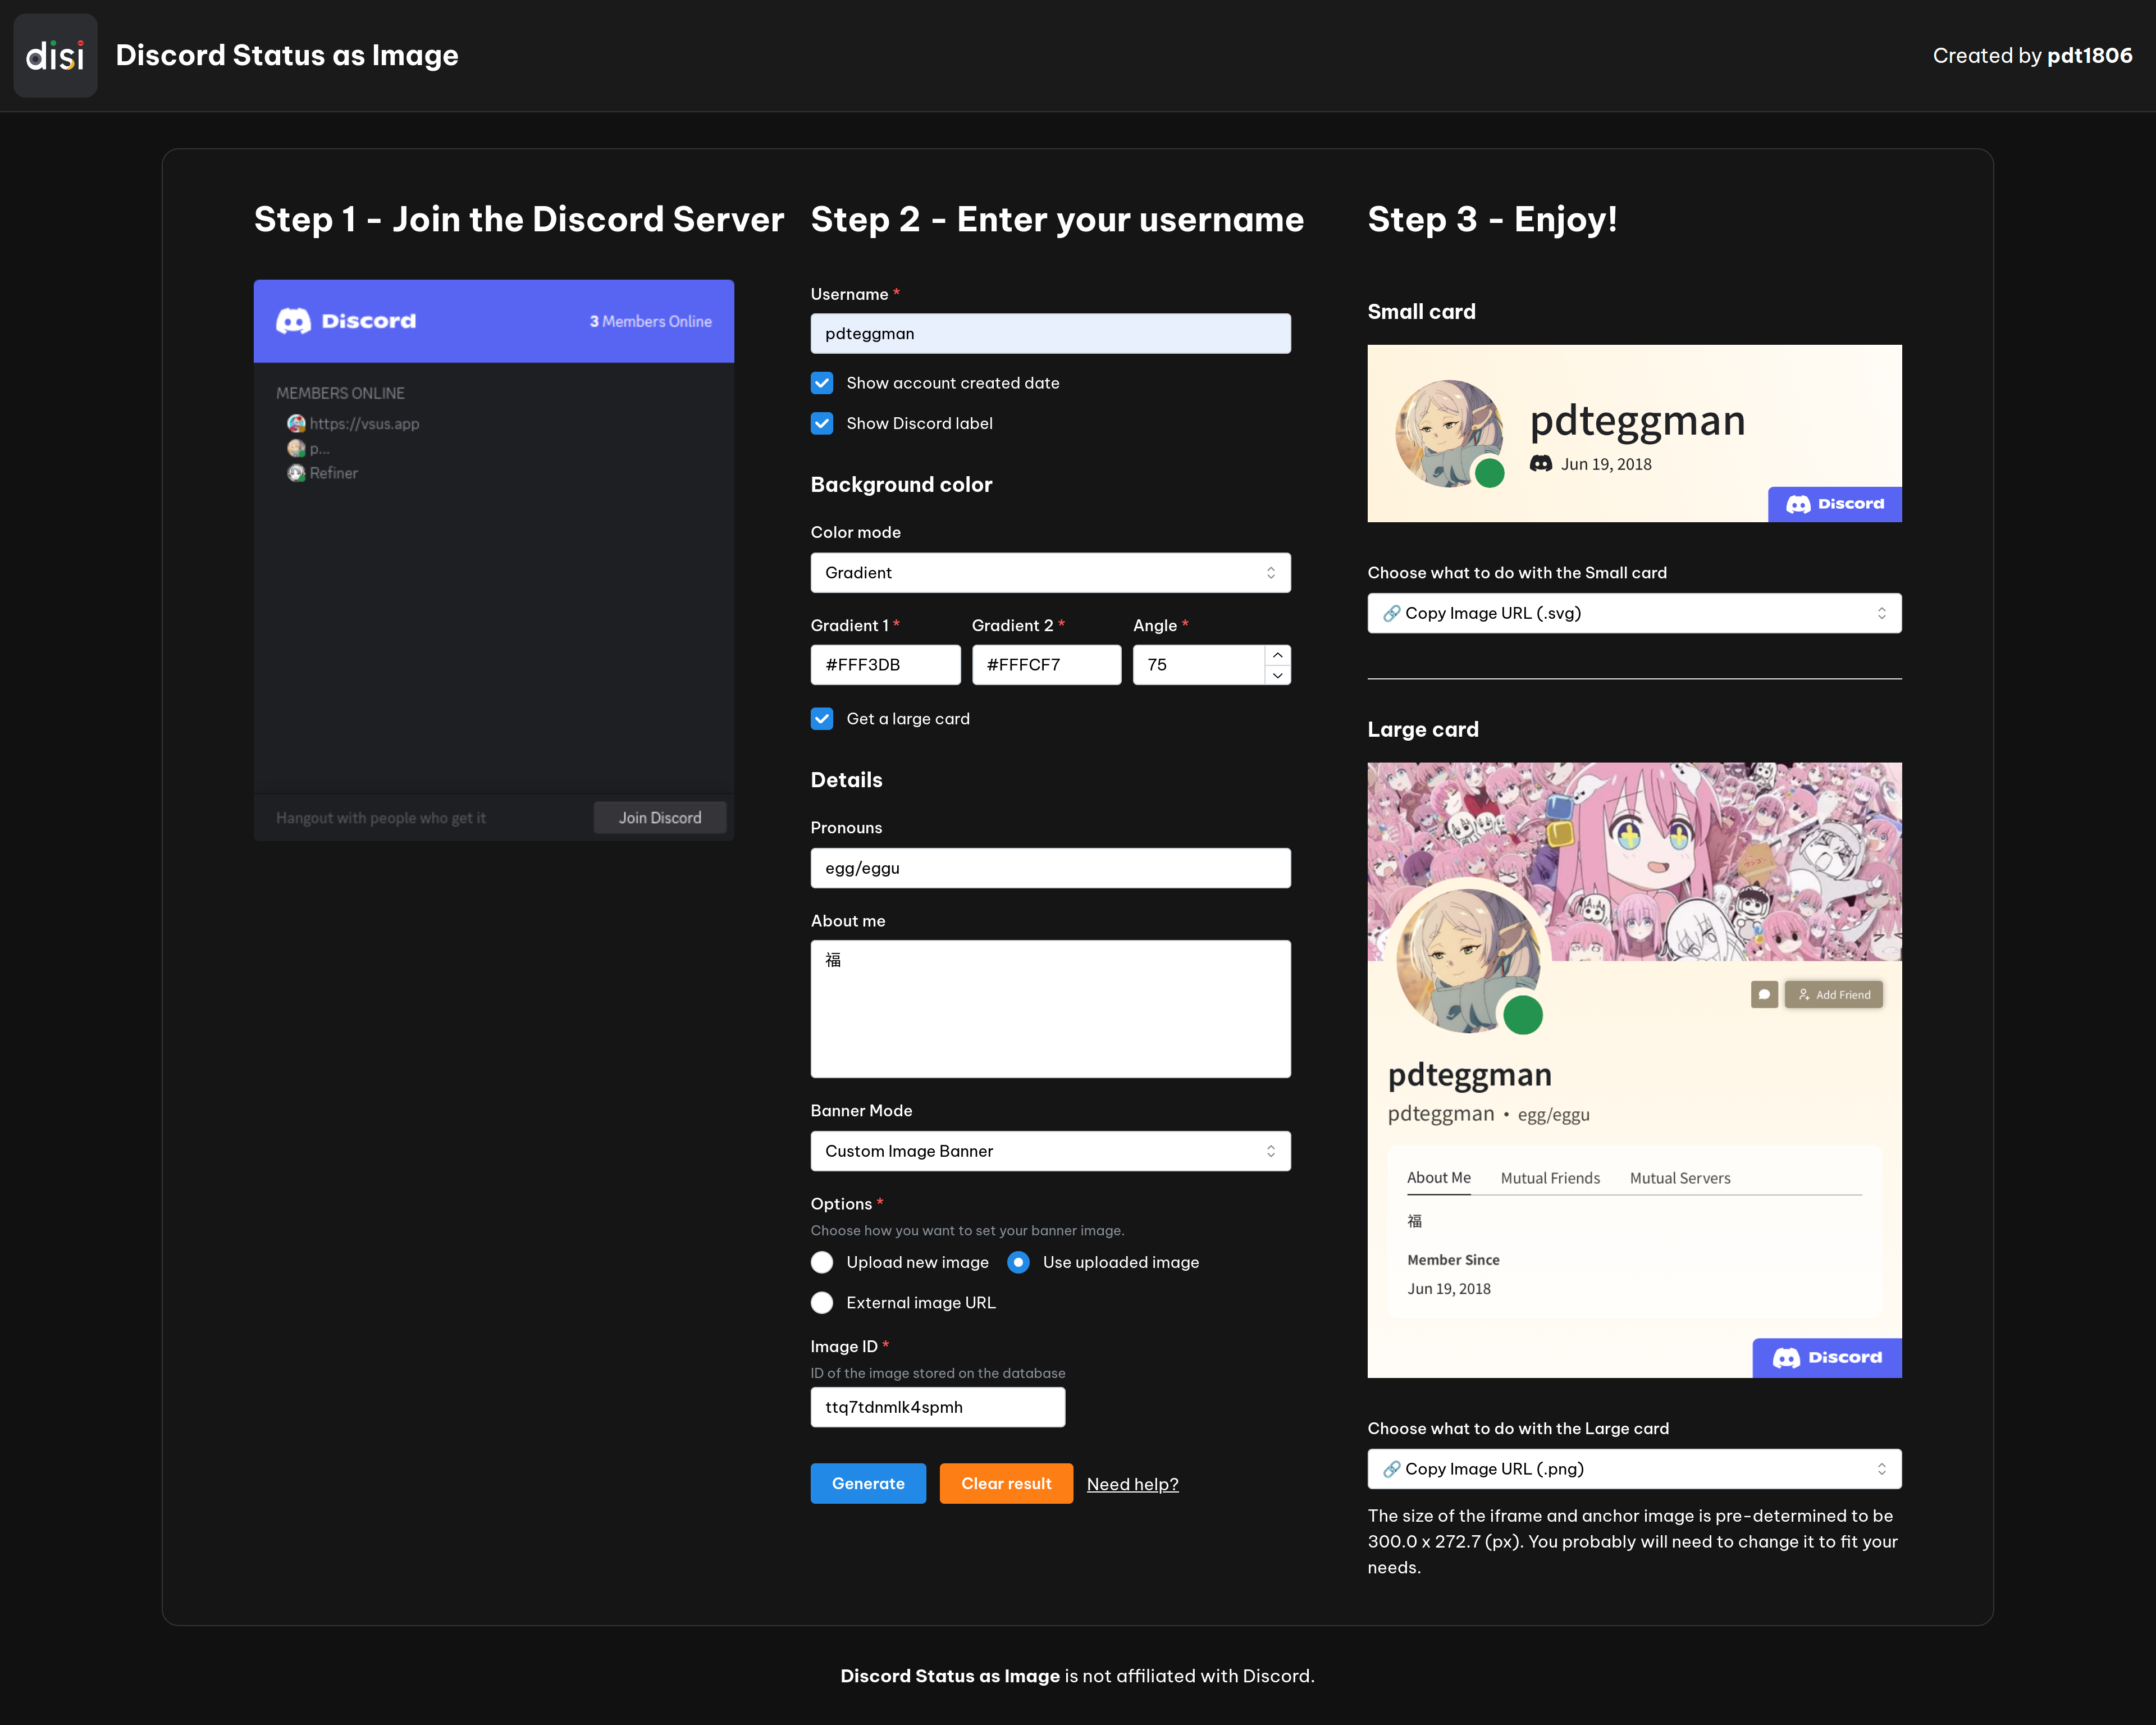 disi
Discord Status as Image
Created by pdt1806
Step 1 - Join the Discord Server
Discord
3 Members Online
MEMBERS ONLINE
https://vsus.app
p...
Refiner
Hangout with people who get it
Join Discord
Step 2 - Enter your username
Username *
pdteggman
Show account created date
Show Discord label
Background color
Color mode
Gradient
Gradient 1 *
Gradient 2 *
Angle *
#FFF3DB
#FFFCF7
75
Get a large card
Details
Pronouns
egg/eggu
About me
福
Banner Mode
Custom Image Banner
Options *
Choose how you want to set your banner image.
Upload new image
Use uploaded image
External image URL
Image ID *
ID of the image stored on the database
ttq7tdnmlk4spmh
Generate
Clear result
Need help?
Step 3 - Enjoy!
Small card
pdteggman
Jun 19, 2018
Discord
Choose what to do with the Small card
🔗 Copy Image URL (.svg)
Large card
Add Friend
pdteggman
pdteggman • egg/eggu
About Me
Mutual Friends
Mutual Servers
福
Member Since
Jun 19, 2018
Discord
Choose what to do with the Large card
🔗 Copy Image URL (.png)
The size of the iframe and anchor image is pre-determined to be
300.0 x 272.7 (px). You probably will need to change it to fit your
needs.
Discord Status as Image is not affiliated with Discord.